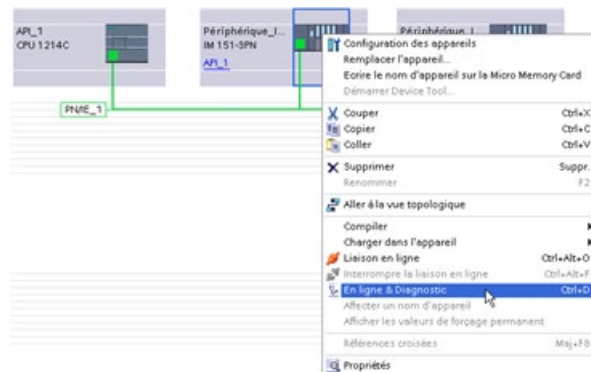 API_1
CPU 1214C
Périphérique_I...
IM 151-3PN
API_1
Périphérique_I
PN/IE_1
Configuration des appareils
Remplacer l'appareil...
Ecrire le nom d'appareil sur la Micro Memory Card
Démarrer Device Tool...
Couper Ctrl+X
Copier Ctrl+C
Coller Ctrl+V
Supprimer Suppr.
Renommer F2
Aller à la vue topologique
Compiler
Charger dans l'appareil
Liaison en ligne Ctrl+Alt+O
Interrompre la liaison en ligne Ctrl+Alt+F
En ligne & Diagnostic Ctrl+D
Affecter un nom d'appareil
Afficher les valeurs de forçage permanent
Références croisées Maj+F8
Propriétés